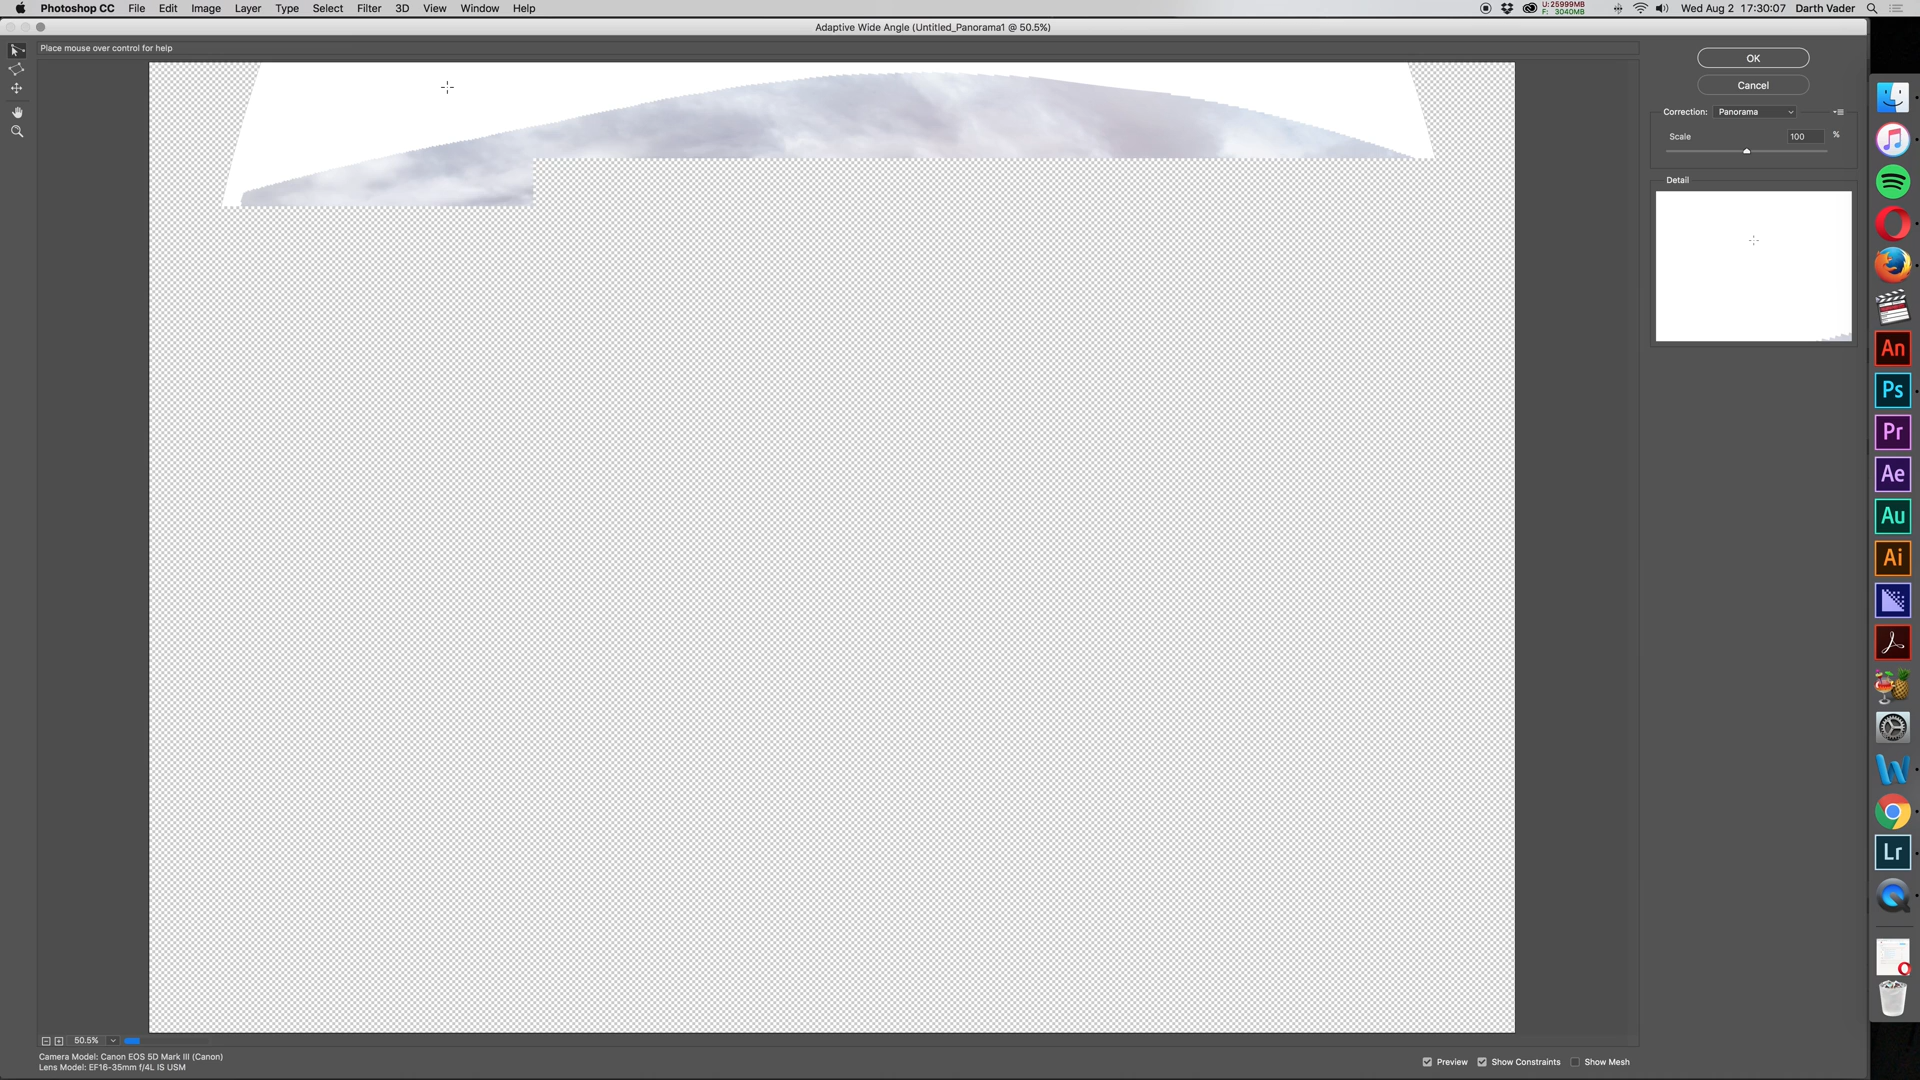 Photoshop CC File Edit Image Layer Type Select Filter 3D View Window Help
U: 25999MB
F: 3040MB
Wed Aug 2 17:30:07 Darth Vader
Adaptive Wide Angle (Untitled_Panorama1 @ 50.5%)
Place mouse over control for help
OK
Cancel
Correction: Panorama
Scale 100 %
Detail
An
Ps
Pr
Ae
Au
Ai
Lr
50.5%
Camera Model: Canon EOS 5D Mark III (Canon)
Lens Model: EF16-35mm f/4L IS USM
Preview Show Constraints Show Mesh